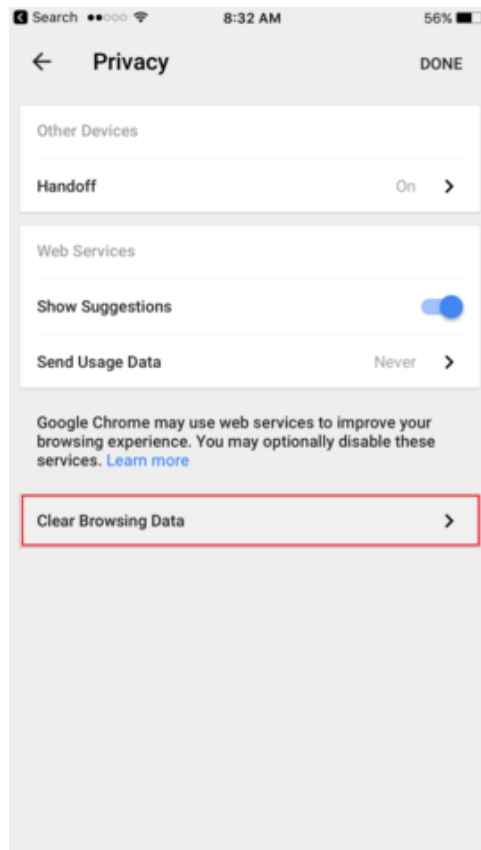 Search 8:32 AM 56%
Privacy DONE
Other Devices
Handoff On
Web Services
Show Suggestions
Send Usage Data Never
Google Chrome may use web services to improve your
browsing experience. You may optionally disable these
services. Learn more
Clear Browsing Data